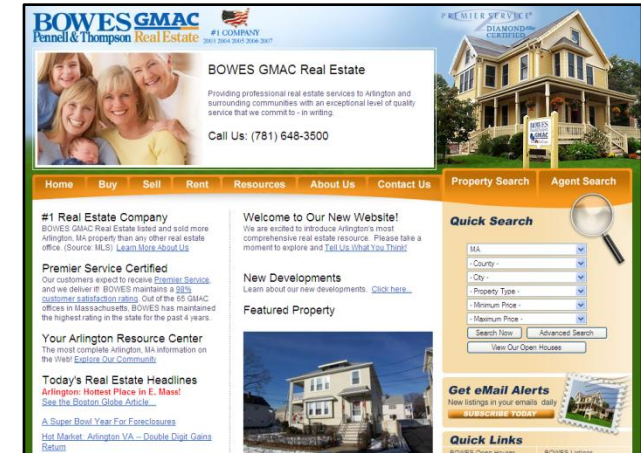 BOWES GMAC
Pennell & Thompson Real Estate
#1 COMPANY
2003 2004 2005 2006 2007
PREMIER SERVICE
DIAMOND
CERTIFIED
BOWES GMAC Real Estate
Providing professional real estate services to Arlington and
surrounding communities with an exceptional level of quality
service that we commit to - in writing.
Call Us: (781) 648-3500
BOWES
GMAC
Home Buy Sell Rent Resources About Us Contact Us Property Search Agent Search
#1 Real Estate Company
BOWES GMAC Real Estate listed and sold more
Arlington, MA property than any other real estate
office. (Source: MLS) Learn More About Us
Premier Service Certified
Our customers expect to receive Premier Service,
and we deliver it! BOWES maintains a 98%
customer satisfaction rating. Out of the 65 GMAC
offices in Massachusetts, BOWES has maintained
the highest rating in the state for the past 4 years.
Your Arlington Resource Center
The most complete Arlington, MA information on
the Web! Explore Our Community
Today's Real Estate Headlines
Arlington: Hottest Place in E. Mass!
See the Boston Globe Article...
A Super Bowl Year For Foreclosures
Hot Market: Arlington VA – Double Digit Gains
Return
Welcome to Our New Website!
We are excited to introduce Arlington's most
comprehensive real estate resource. Please take a
moment to explore and Tell Us What You Think!
New Developments
Learn about our new developments. Click here...
Featured Property
Quick Search
MA
- County -
- City -
- Property Type -
- Minimum Price -
- Maximum Price -
Search Now Advanced Search
View Our Open Houses
Get eMail Alerts
New listings in your emails daily
SUBSCRIBE TODAY
Quick Links
BOWES Open Houses BOWES Listings